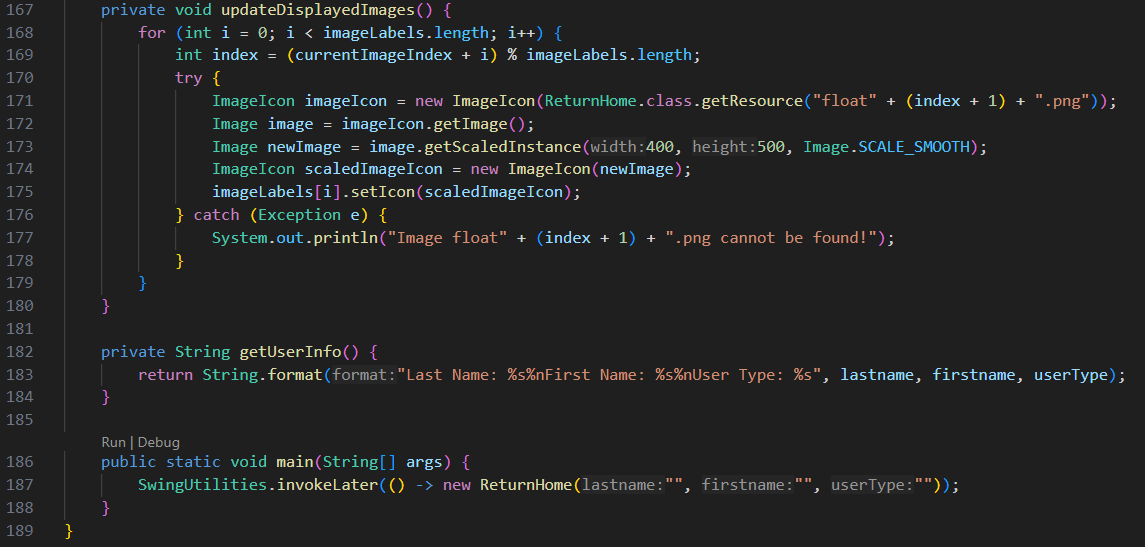 167 private void updateDisplayedImages() {
168 for (int i = 0; i < imageLabels.length; i++) {
169 int index = (currentImageIndex + i) % imageLabels.length;
170 try {
171 ImageIcon imageIcon = new ImageIcon(ReturnHome.class.getResource("float" + (index + 1) + ".png"));
172 Image image = imageIcon.getImage();
173 Image newImage = image.getScaledInstance(width:400, height:500, Image.SCALE_SMOOTH);
174 ImageIcon scaledImageIcon = new ImageIcon(newImage);
175 imageLabels[i].setIcon(scaledImageIcon);
176 } catch (Exception e) {
177 System.out.println("Image float" + (index + 1) + ".png cannot be found!");
178 }
179 }
180 }
181
182 private String getUserInfo() {
183 return String.format(format:"Last Name: %s%nFirst Name: %s%nUser Type: %s", lastname, firstname, userType);
184 }
185
Run | Debug
186 public static void main(String[] args) {
187 SwingUtilities.invokeLater(() -> new ReturnHome(lastname:"", firstname:"", userType:""));
188 }
189 }